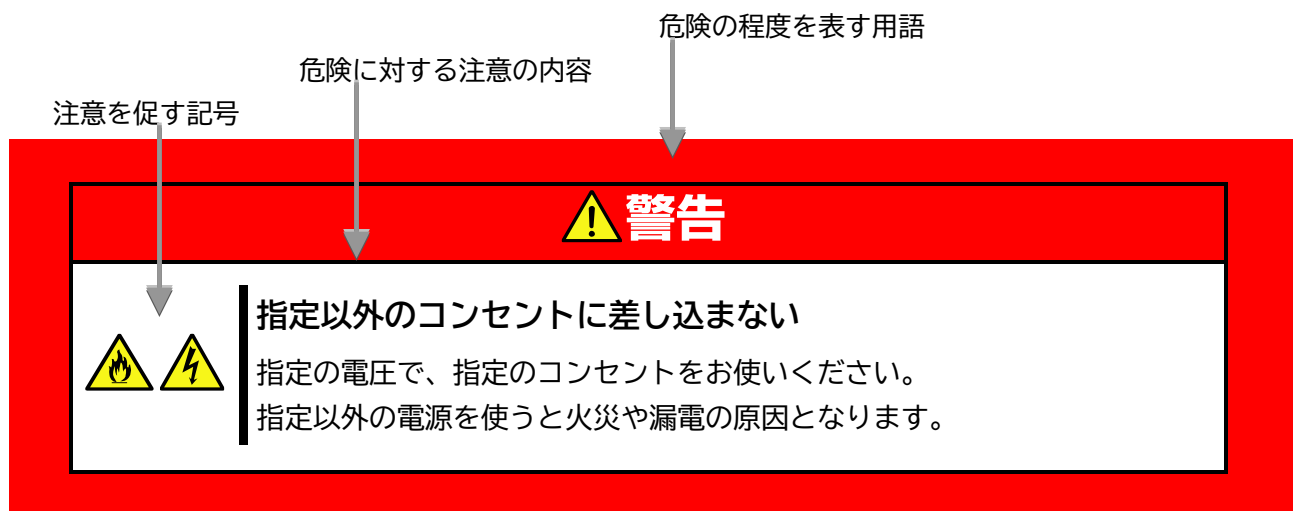 危険の程度を表す用語
危険に対する注意の内容
注意を促す記号
警告
指定以外のコンセントに差し込まない
指定の電圧で、指定のコンセントをお使いください。
指定以外の電源を使うと火災や漏電の原因となります。